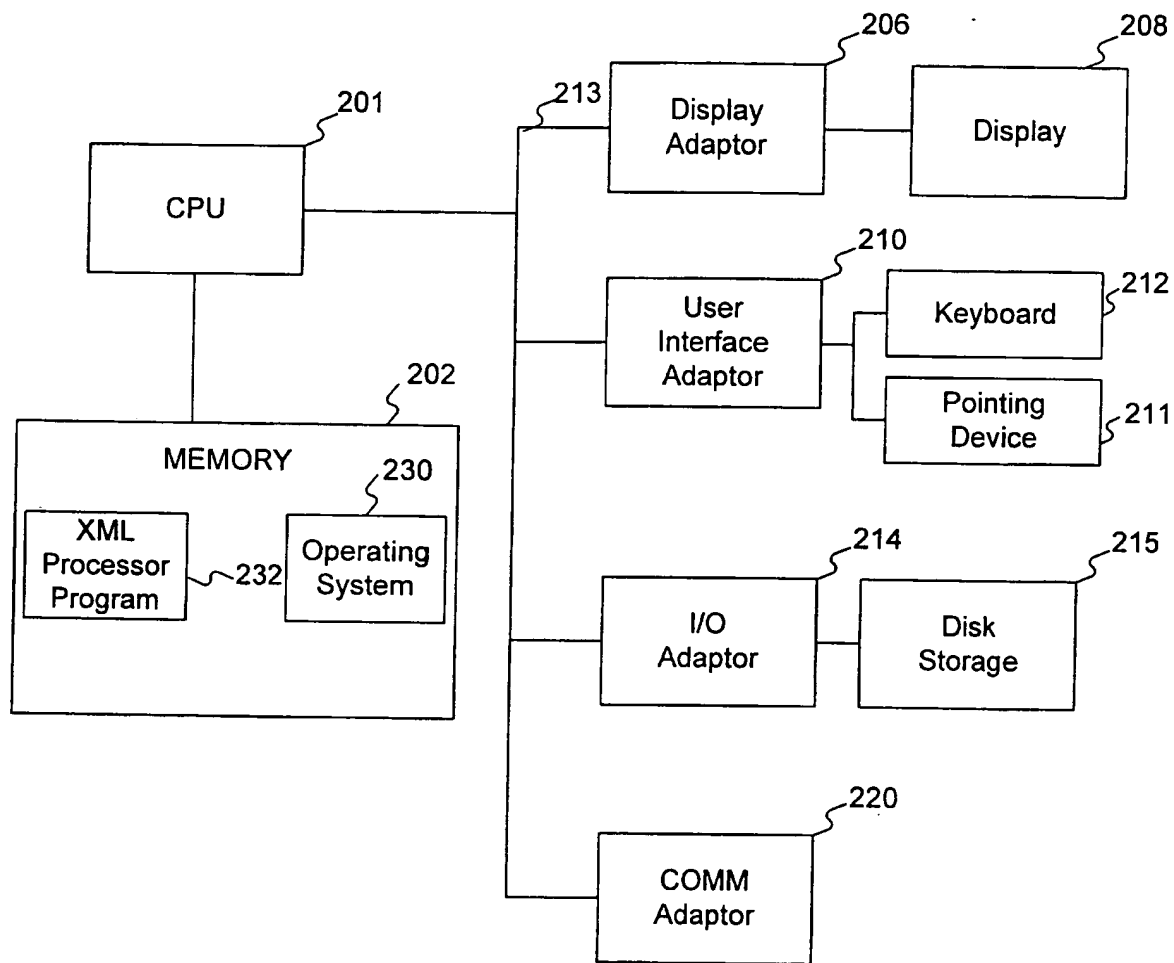 206
208
213
Display
Adaptor
Display
201
CPU
210
212
User
Interface
Adaptor
Keyboard
Pointing
Device
211
202
MEMORY
230
XML
Processor
Program
232
Operating
System
214
215
I/O
Adaptor
Disk
Storage
220
COMM
Adaptor